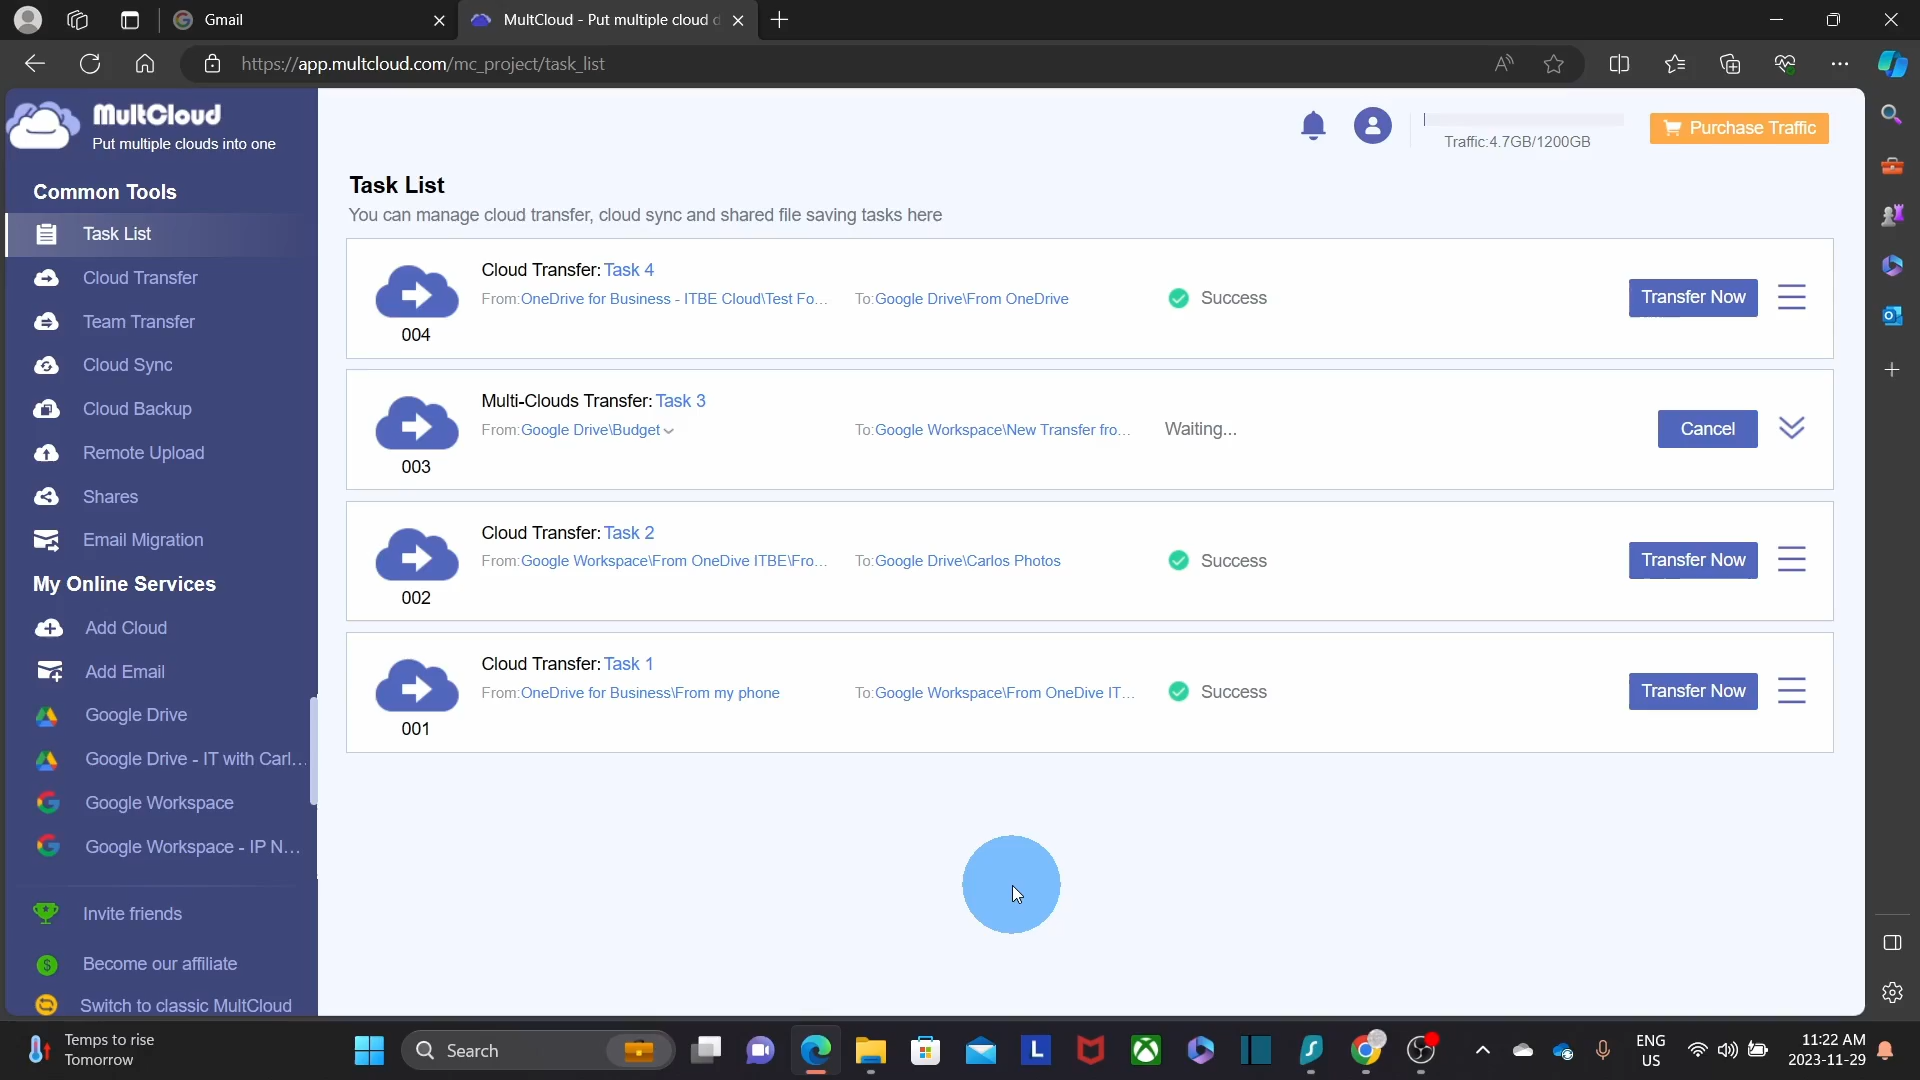 Gmail
MultCloud - Put multiple cloud d
https://app.multcloud.com/mc_project/task_list
MultCloud
Put multiple clouds into one
Traffic:4.7GB/1200GB
Purchase Traffic
Common Tools
Task List
Cloud Transfer
Team Transfer
Cloud Sync
Cloud Backup
Remote Upload
Shares
Email Migration
My Online Services
Add Cloud
Add Email
Google Drive
Google Drive - IT with Carl...
Google Workspace
Google Workspace - IP N...
Invite friends
Become our affiliate
Switch to classic MultCloud
Task List
You can manage cloud transfer, cloud sync and shared file saving tasks here
Cloud Transfer: Task 4
From:OneDrive for Business - ITBE Cloud\Test Fo... To:Google Drive\From OneDrive Success Transfer Now
004
Multi-Clouds Transfer: Task 3
From:Google Drive\Budget To:Google Workspace\New Transfer fro... Waiting... Cancel
003
Cloud Transfer: Task 2
From:Google Workspace\From OneDive ITBE\Fro... To:Google Drive\Carlos Photos Success Transfer Now
002
Cloud Transfer: Task 1
From:OneDrive for Business\From my phone To:Google Workspace\From OneDive IT... Success Transfer Now
001
Temps to rise
Tomorrow
Search
L
ENG
US
11:22 AM
2023-11-29